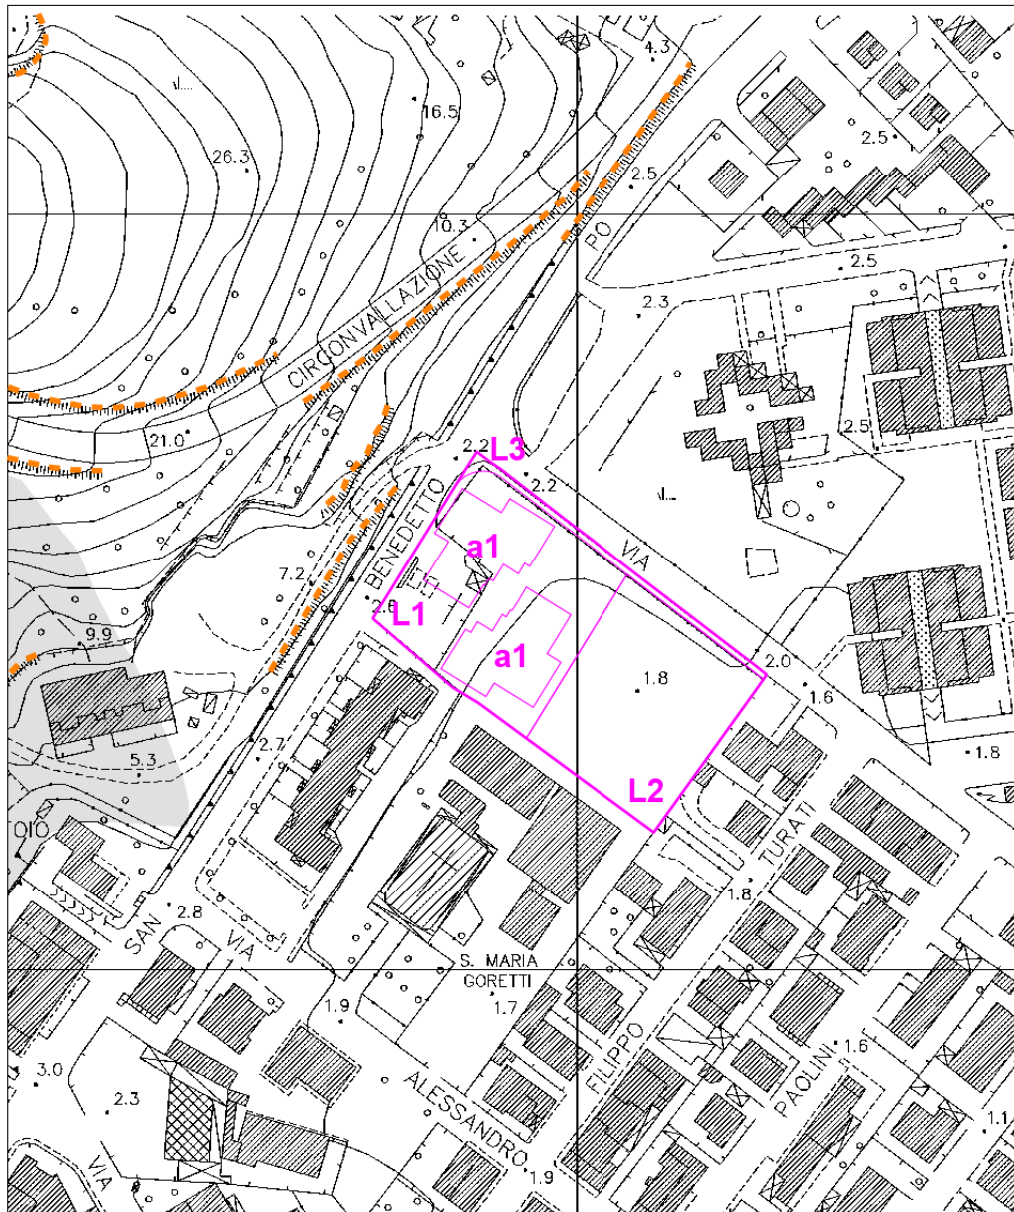 4.3
16.5
2.5
26.3
2.5
10.3
PO
2.5
CIRCONVALLAZIONE
2.3
21.0
2.5
2.2
L3
2.2
BENEDETTO
VIA
a1
7.2
2.6
L1
9.9
a1
2.0
1.8
1.6
2.7
1.8
5.3
L2
TURATI
OIO
1.8
2.8
SAN
VIA
S. MARIA
GORETTI
1.7
1.9
1.6
3.0
ALESSANDRO
FILIPPO
PAOLINI
2.3
1.1
VIA
1.9